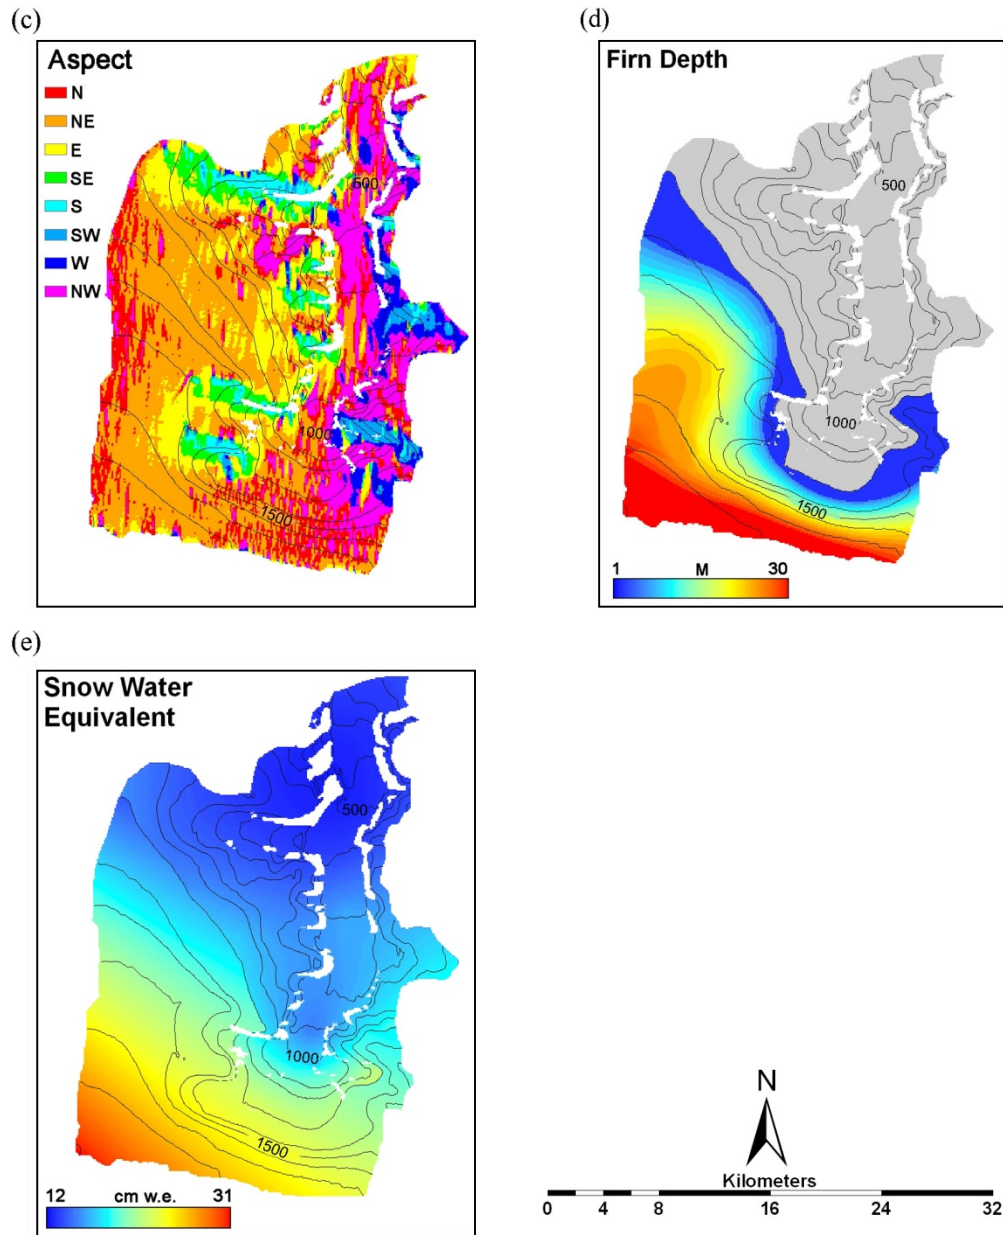 (c)
Aspect
N
NE
E
SE
S
SW
W
NW
500
1000
1500
(d)
Firn Depth
500
1000
1500
1 M 30
(e)
Snow Water
Equivalent
500
1000
1500
12 cm w.e. 31
N
Kilometers
0 4 8 16 24 32